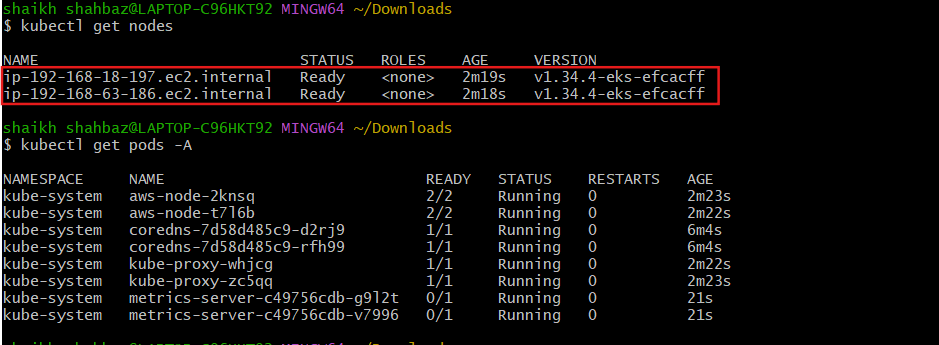 shaikh shahbaz@LAPTOP-C96HKT92 MINGW64 ~/Downloads
$ kubectl get nodes
NAME STATUS ROLES AGE VERSION
ip-192-168-18-197.ec2.internal Ready <none> 2m19s v1.34.4-eks-efcacff
ip-192-168-63-186.ec2.internal Ready <none> 2m18s v1.34.4-eks-efcacff
shaikh shahbaz@LAPTOP-C96HKT92 MINGW64 ~/Downloads
$ kubectl get pods -A
NAMESPACE NAME READY STATUS RESTARTS AGE
kube-system aws-node-2knsq 2/2 Running 0 2m23s
kube-system aws-node-t7l6b 2/2 Running 0 2m22s
kube-system coredns-7d58d485c9-d2rj9 1/1 Running 0 6m4s
kube-system coredns-7d58d485c9-rfh99 1/1 Running 0 6m4s
kube-system kube-proxy-whjcg 1/1 Running 0 2m22s
kube-system kube-proxy-zc5qq 1/1 Running 0 2m23s
kube-system metrics-server-c49756cdb-g9l2t 0/1 Running 0 21s
kube-system metrics-server-c49756cdb-v7996 0/1 Running 0 21s